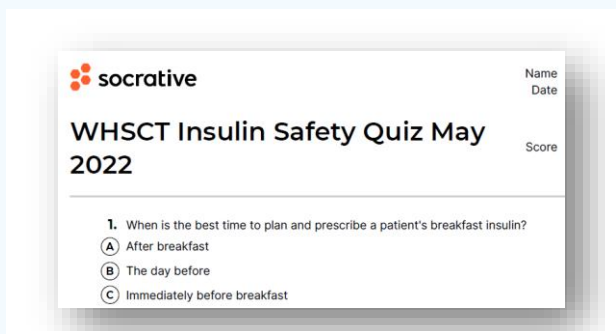 socrative
Name
Date
WHSCT Insulin Safety Quiz May
2022
Score
1. When is the best time to plan and prescribe a patient's breakfast insulin?
A After breakfast
B The day before
C Immediately before breakfast